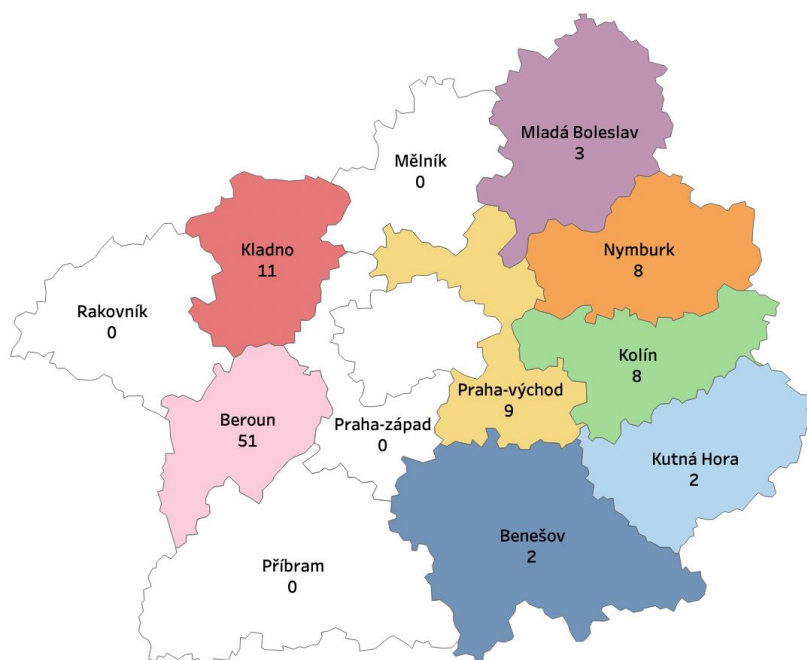 Mladá Boleslav
3
Mělník
0
Kladno
11
Nymburk
8
Rakovník
0
Kolín
8
Praha-východ
9
Beroun
51
Praha-západ
0
Kutná Hora
2
Benešov
2
Příbram
0